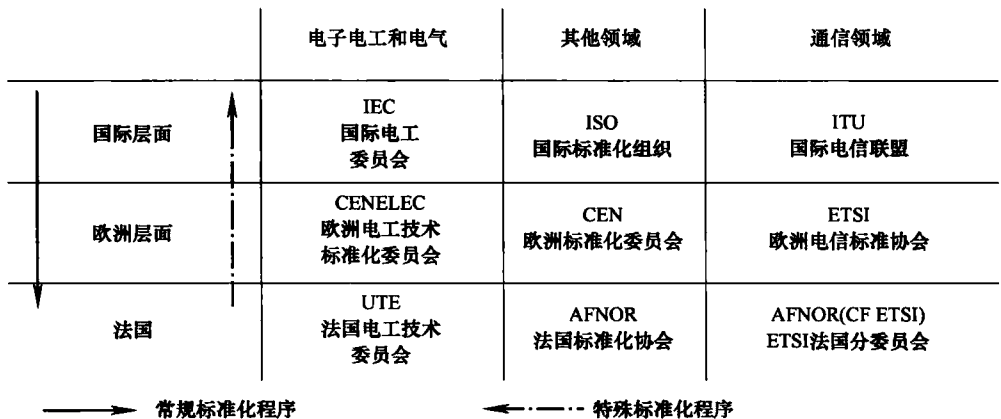 电子电工和电气 其他领域 通信领域
国际层面
IEC
国际电工
委员会
ISO
国际标准化组织
ITU
国际电信联盟
欧洲层面
CENELEC
欧洲电工技术
标准化委员会
CEN
欧洲标准化委员会
ETSI
欧洲电信标准协会
法国
UTE
法国电工技术
委员会
AFNOR
法国标准化协会
AFNOR(CF ETSI)
ETSI法国分委员会
常规标准化程序 特殊标准化程序